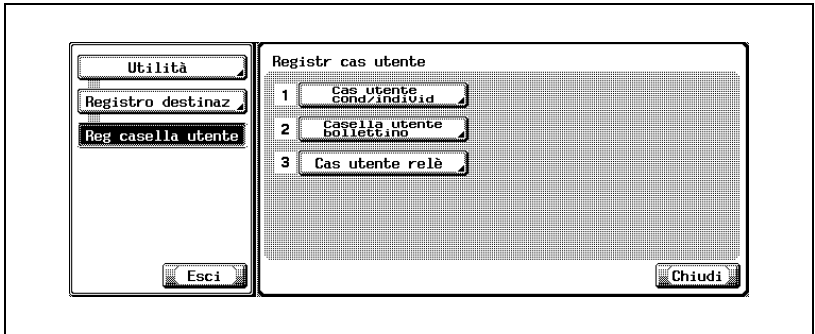 Utilità
Registro destinaz
Reg casella utente
Esci
Registr cas utente
1 Cas utente
cond/individ
2 Casella utente
bollettino
3 Cas utente relè
Chiudi